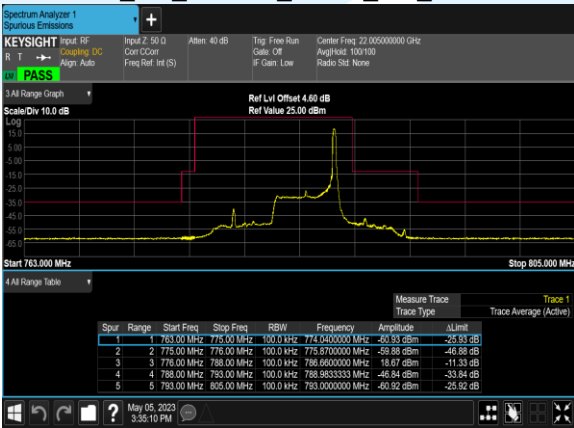 Spectrum Analyzer 1
Spurious Emissions
KEYSIGHT Input: RF Input Z: 50 Ω Atten: 40 dB Trig: Free Run Center Freq: 22.005000000 GHz
R T Coupling: DC Corr CCorr Gate: Off Avg|Hold: 100/100
Align: Auto Freq Ref: Int (S) IF Gain: Low Radio Std: None
PASS
3 All Range Graph
Ref Lvl Offset 4.60 dB
Scale/Div 10.0 dB Ref Value 25.00 dBm
Log
15.0
5.00
-5.00
-15.0
-25.0
-35.0
-45.0
-55.0
-65.0
Start 763.000 MHz Stop 805.000 MHz
4 All Range Table
Measure Trace Trace 1
Trace Type Trace Average (Active)
Spur Range Start Freq Stop Freq RBW Frequency Amplitude ΔLimit
1 1 763.00 MHz 775.00 MHz 100.0 kHz 774.0400000 MHz -60.93 dBm -25.93 dB
2 2 775.00 MHz 776.00 MHz 100.0 kHz 775.8700000 MHz -59.88 dBm -46.88 dB
3 3 776.00 MHz 788.00 MHz 100.0 kHz 786.6600000 MHz 18.67 dBm -11.33 dB
4 4 788.00 MHz 793.00 MHz 100.0 kHz 788.9833333 MHz -46.84 dBm -33.84 dB
5 5 793.00 MHz 805.00 MHz 100.0 kHz 793.0000000 MHz -60.92 dBm -25.92 dB
May 05, 2023
3:35:10 PM